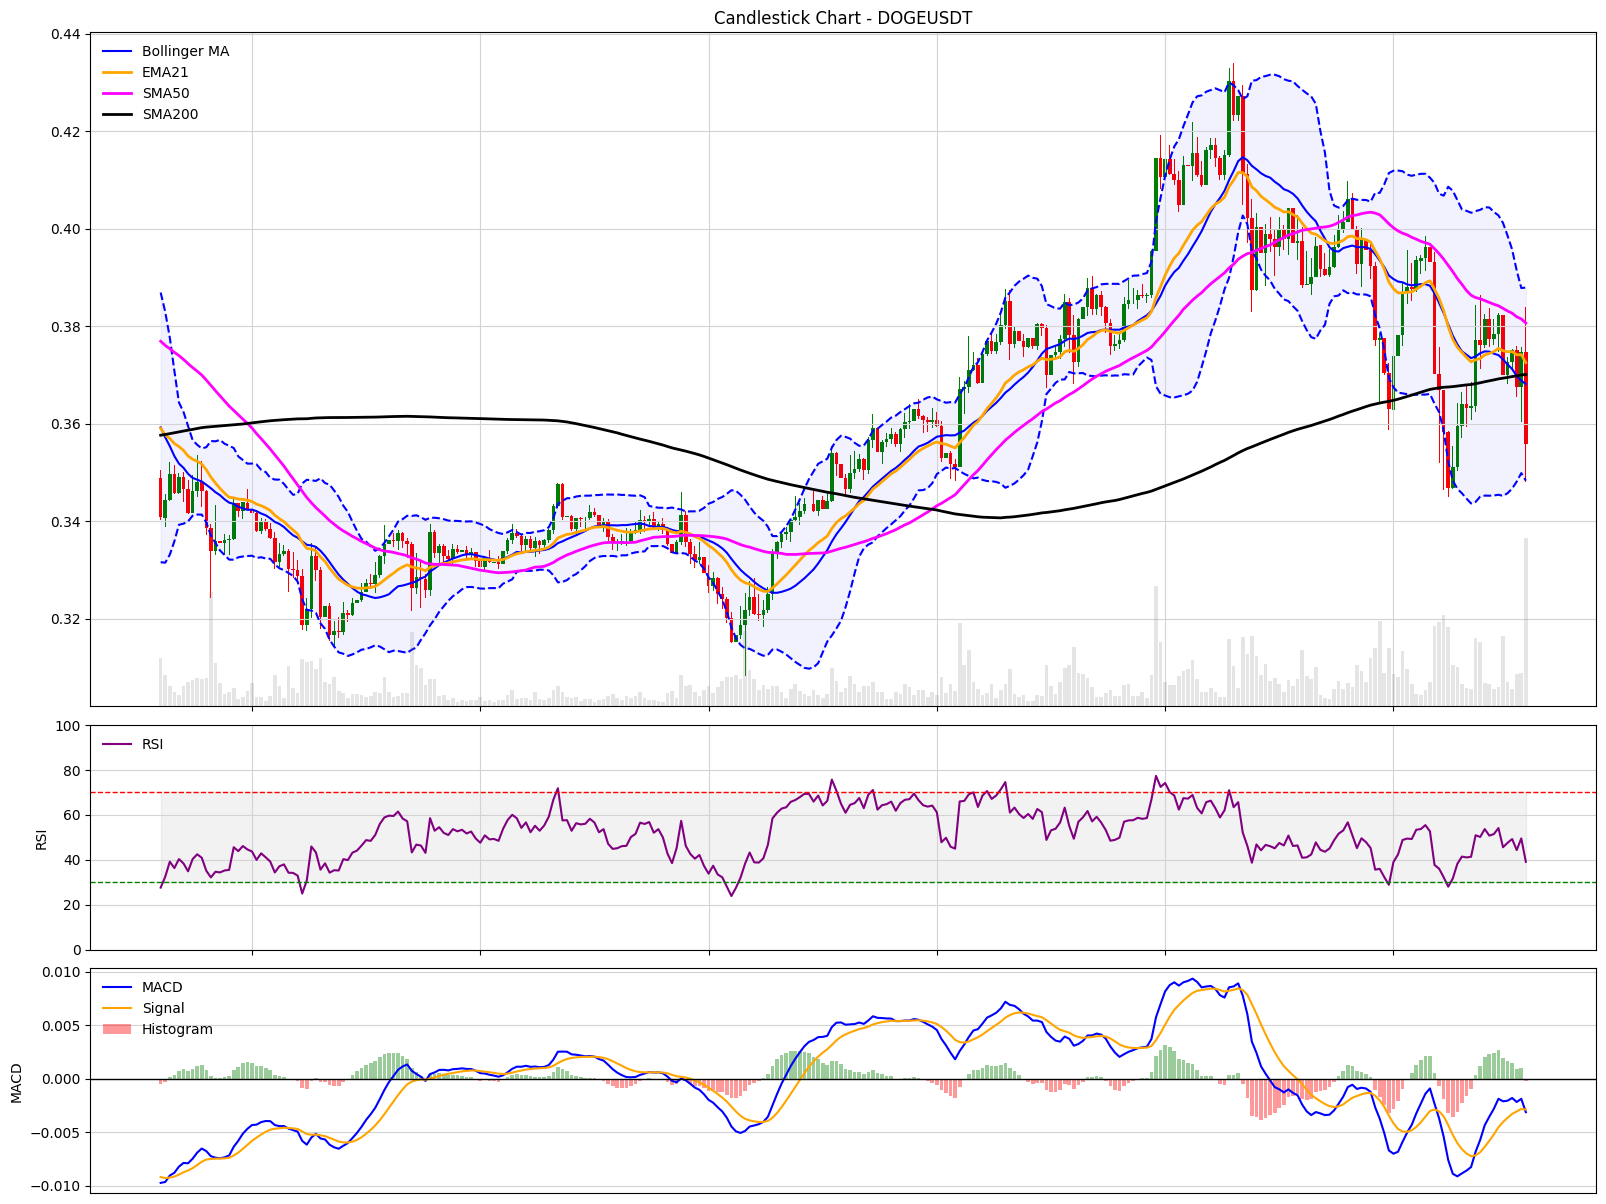 Candlestick Chart - DOGEUSDT
0.44
0.42
0.40
0.38
0.36
0.34
0.32
Bollinger MA
EMA21
SMA50
SMA200
100
80
60
40
20
0
RSI
RSI
0.010
0.005
0.000
−0.005
−0.010
MACD
MACD
Signal
Histogram